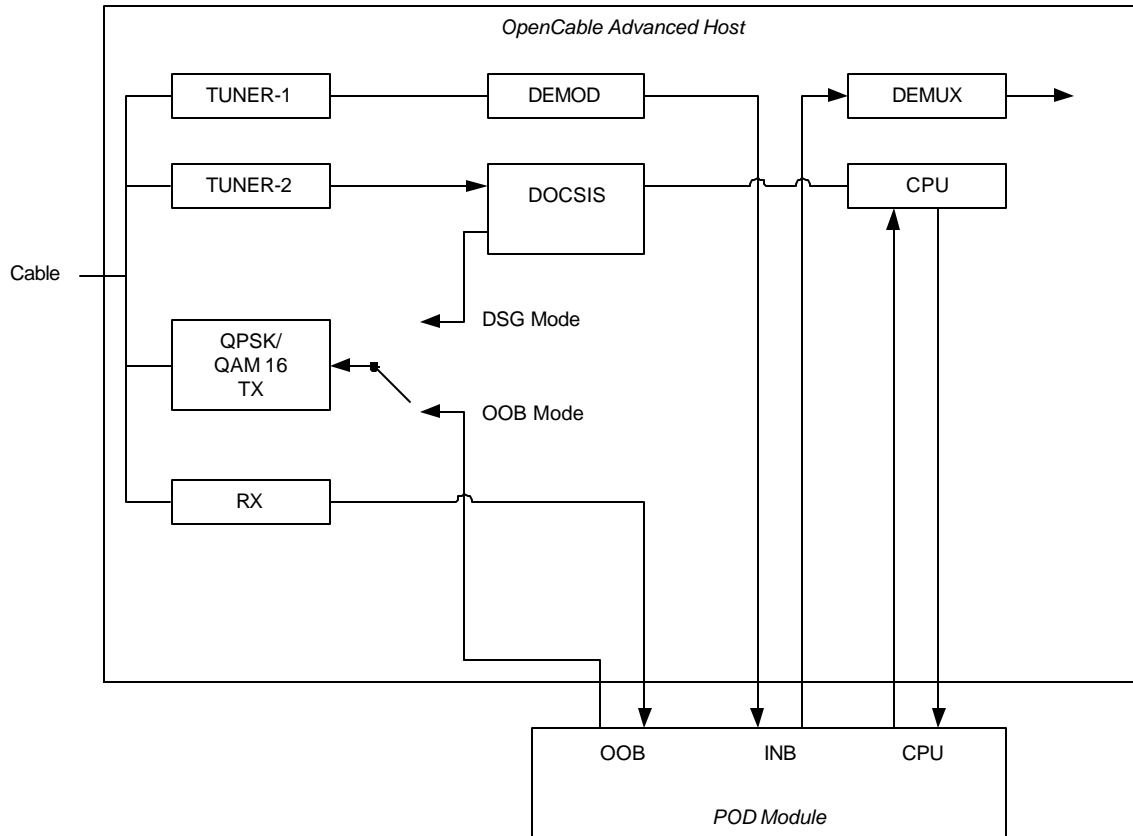 OpenCable Advanced Host
TUNER-1
DEMOD
DEMUX
TUNER-2
DOCSIS
CPU
Cable
DSG Mode
QPSK/
QAM 16
TX
OOB Mode
RX
OOB
INB
CPU
POD Module